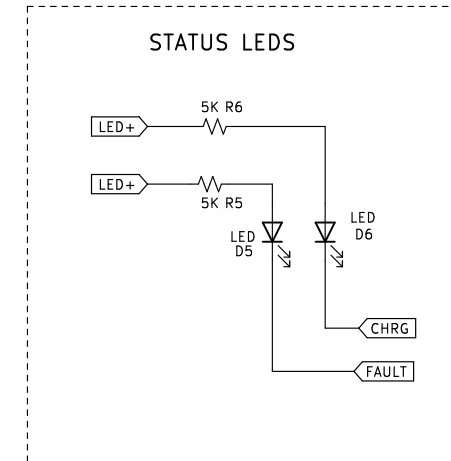 STATUS LEDS
5K R6
LED+
LED+
5K R5
LED
D5
LED
D6
CHRG
FAULT